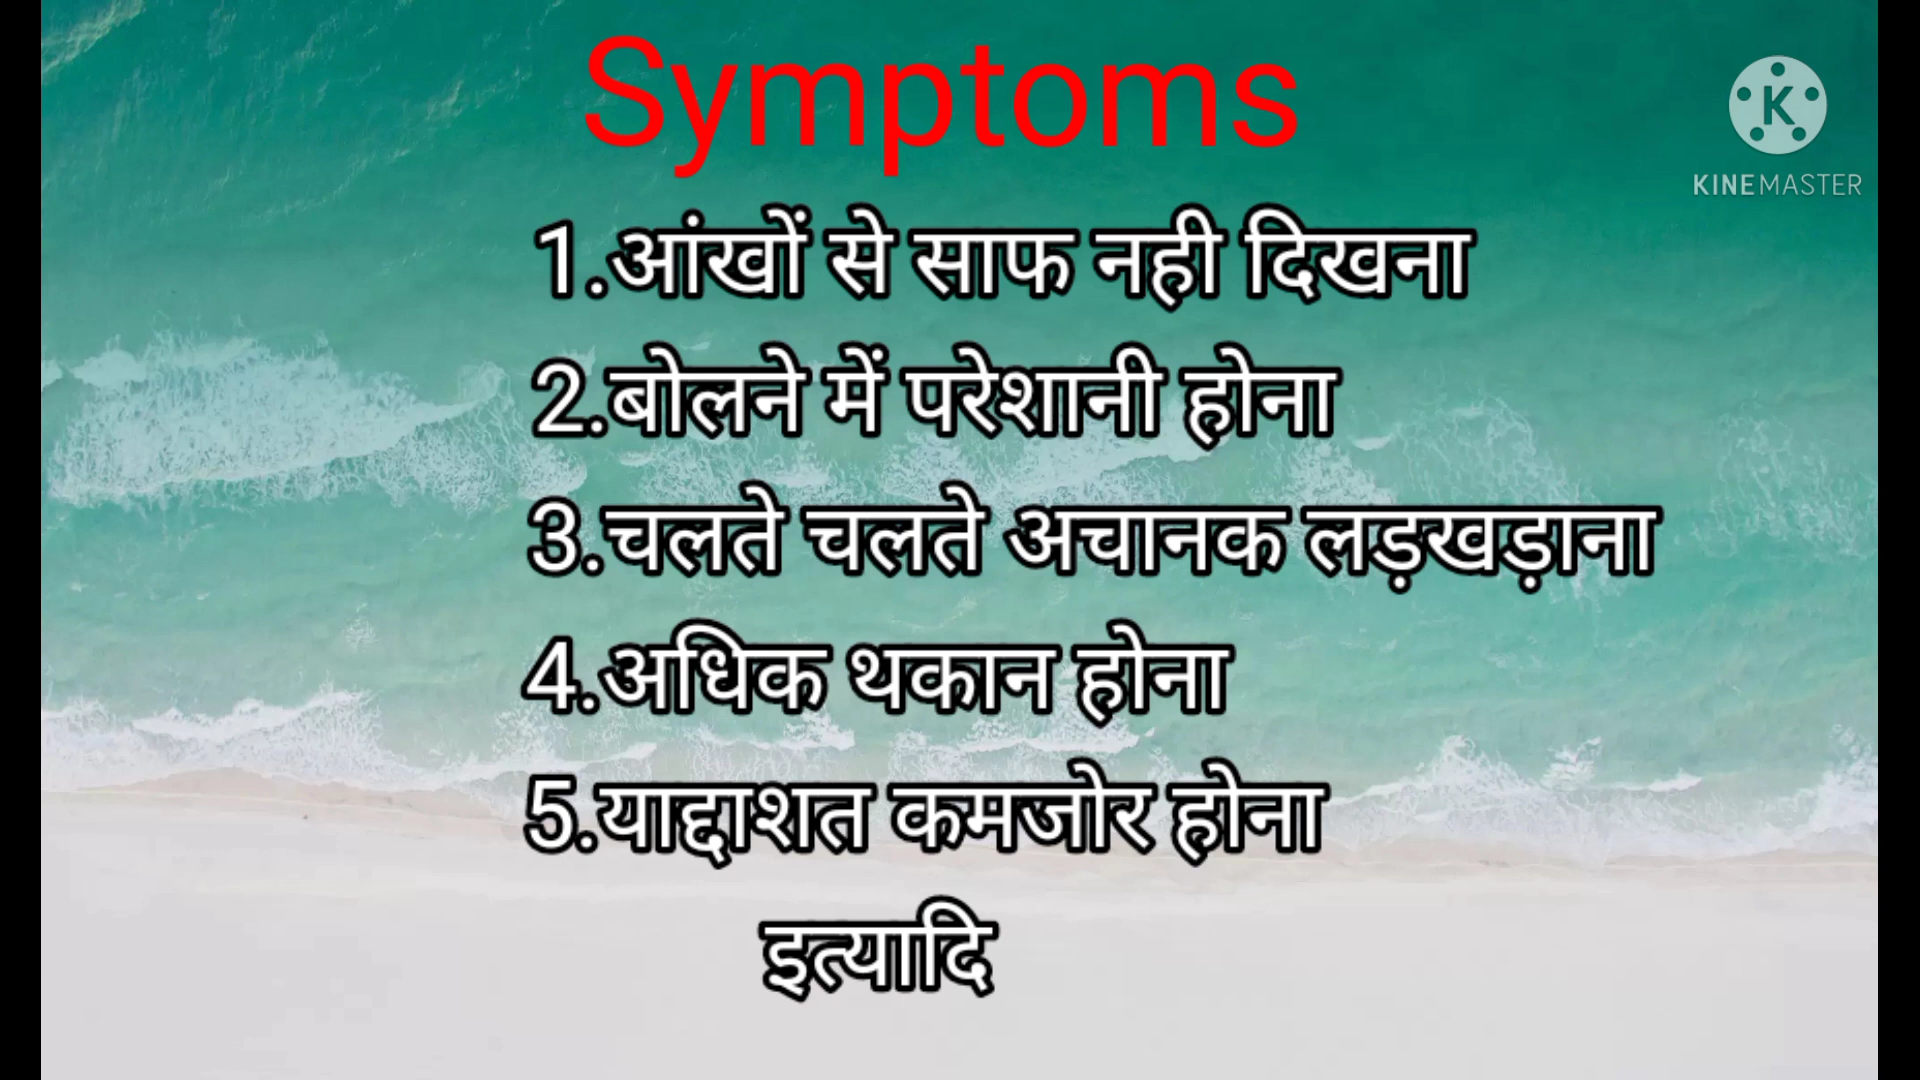 Symptoms
KINEMASTER
1.आंखों से साफ नही दिखना
2.बोलने में परेशानी होना
3.चलते चलते अचानक लड़खड़ाना
4.अधिक थकान होना
5.याद्दाशत कमजोर होना
इत्यादि